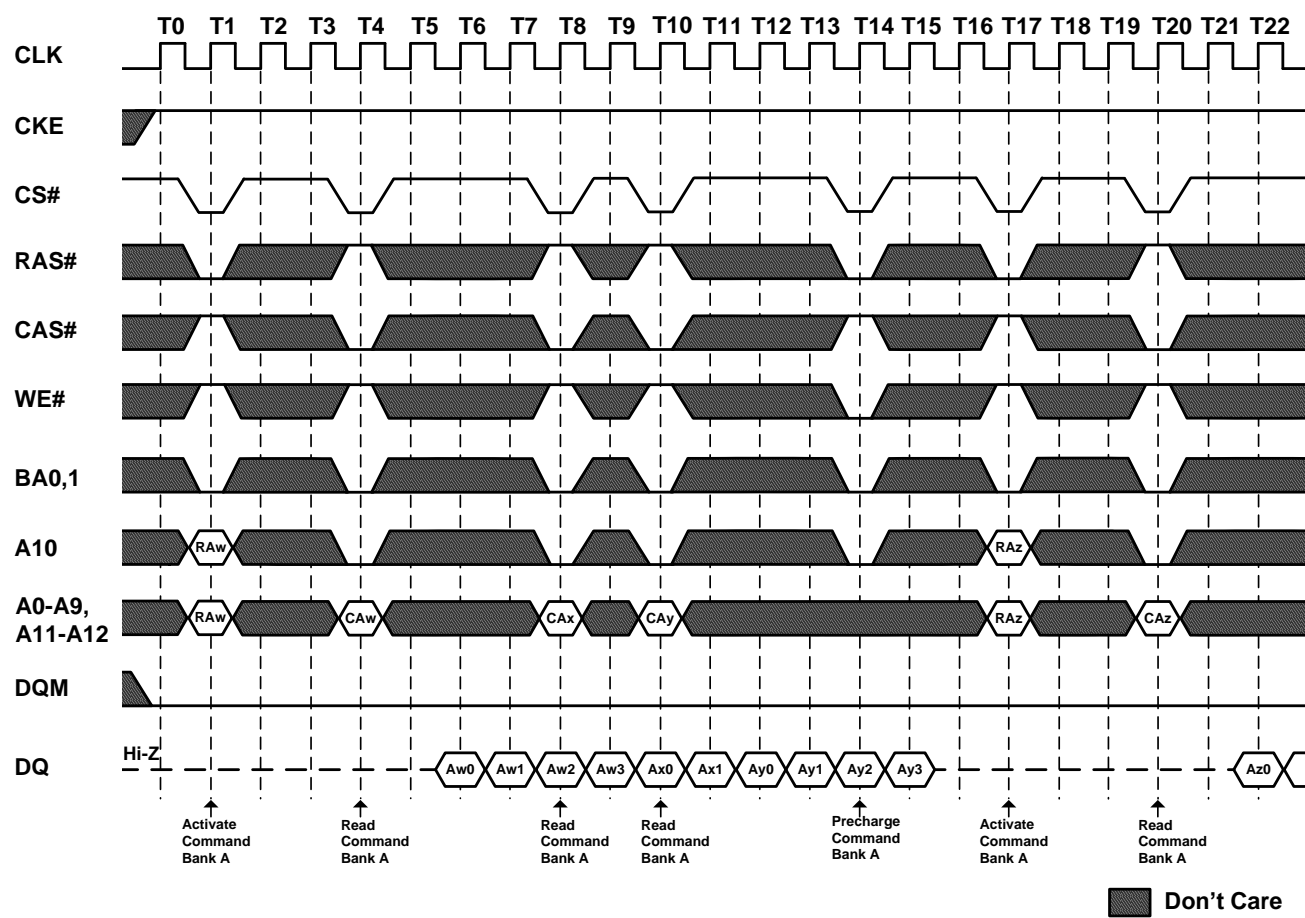 T0 T1 T2 T3 T4 T5 T6 T7 T8 T9 T10 T11 T12 T13 T14 T15 T16 T17 T18 T19 T20 T21 T22
CLK
CKE
CS#
RAS#
CAS#
WE#
BA0,1
A10
RAw RAz
A0-A9,
A11-A12
RAw CAw CAx CAy RAz CAz
DQM
DQ
Hi-Z
Aw0 Aw1 Aw2 Aw3 Ax0 Ax1 Ay0 Ay1 Ay2 Ay3 Az0
Activate
Command
Bank A
Read
Command
Bank A
Read
Command
Bank A
Read
Command
Bank A
Precharge
Command
Bank A
Activate
Command
Bank A
Read
Command
Bank A
Don't Care